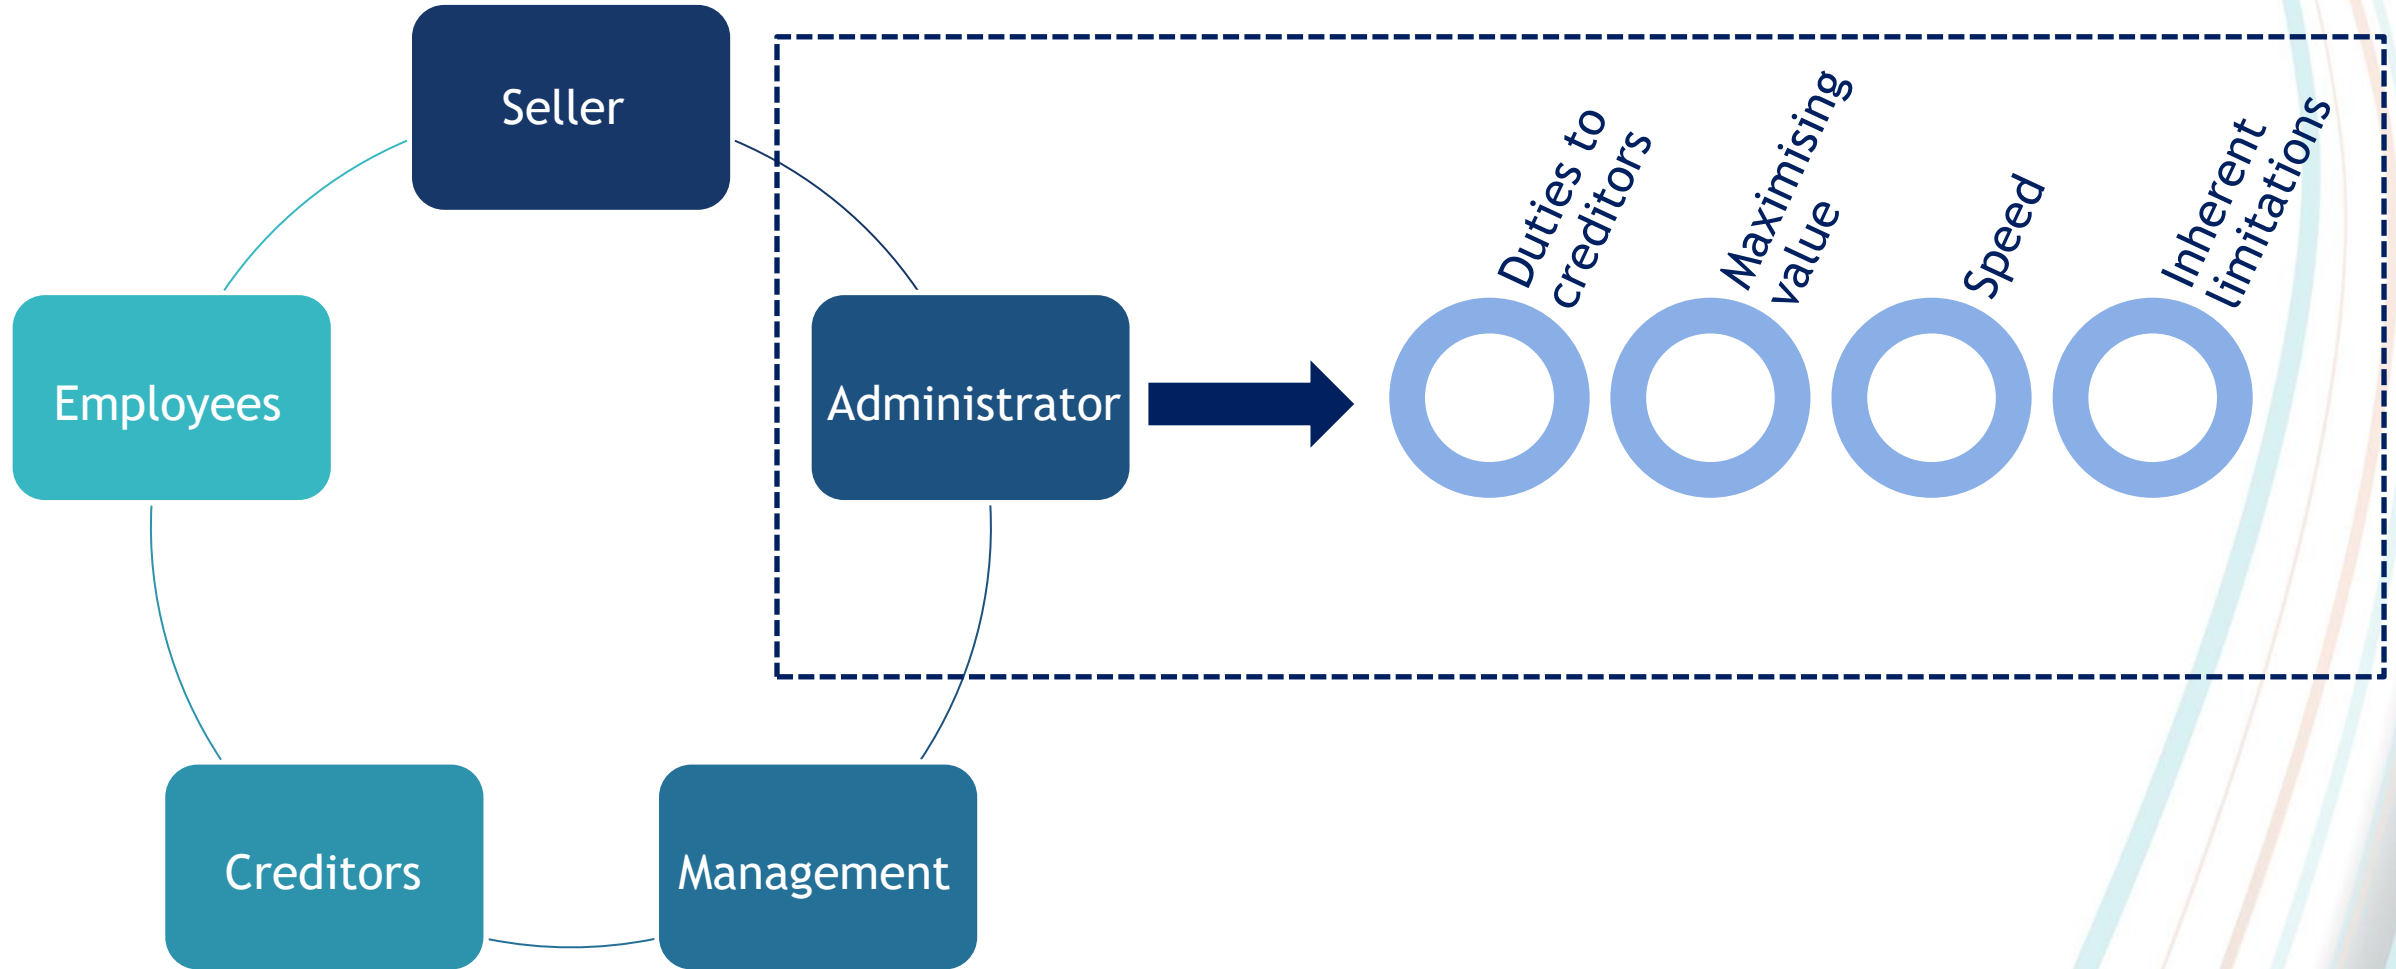 Seller
Administrator
Management
Creditors
Employees
Duties to
creditors
Maximising
value
Speed
Inherent
limitations